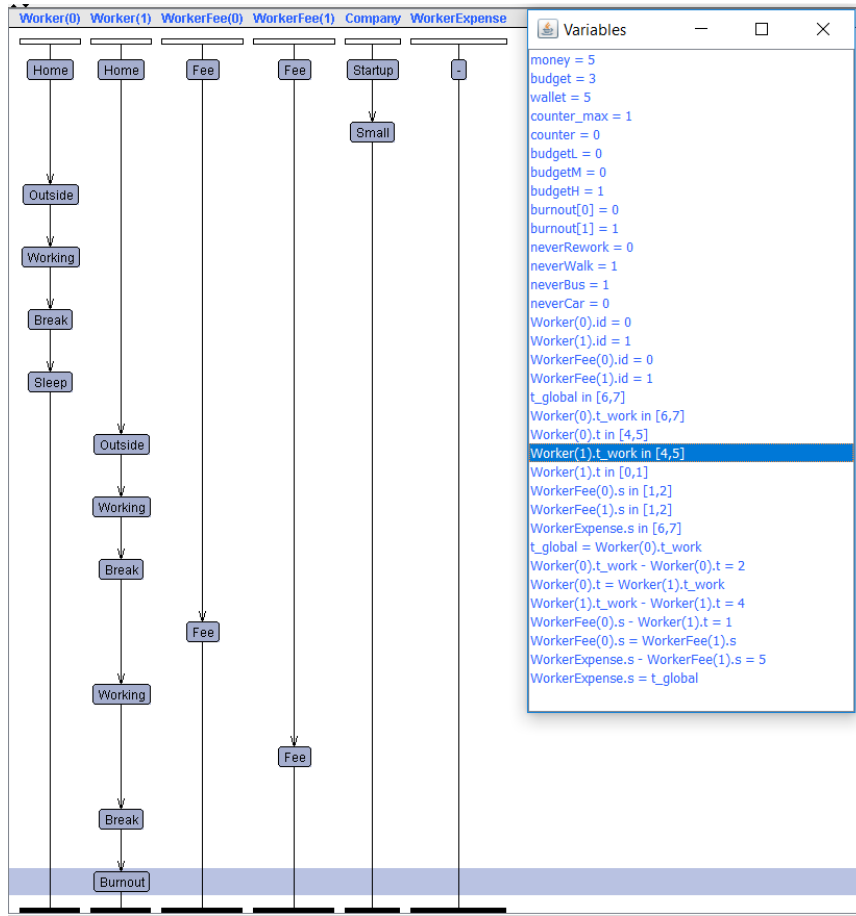 Worker(0) Worker(1) WorkerFee(0) WorkerFee(1) Company WorkerExpense
Home Home Fee Fee Startup -
Small
Outside
Working
Break
Sleep
Outside
Working
Break
Fee
Working
Fee
Break
Burnout
Variables
money = 5
budget = 3
wallet = 5
counter_max = 1
counter = 0
budgetL = 0
budgetM = 0
budgetH = 1
burnout[0] = 0
burnout[1] = 1
neverRework = 0
neverWalk = 1
neverBus = 1
neverCar = 0
Worker(0).id = 0
Worker(1).id = 1
WorkerFee(0).id = 0
WorkerFee(1).id = 1
t_global in [6,7]
Worker(0).t_work in [6,7]
Worker(0).t in [4,5]
Worker(1).t_work in [4,5]
Worker(1).t in [0,1]
WorkerFee(0).s in [1,2]
WorkerFee(1).s in [1,2]
WorkerExpense.s in [6,7]
t_global = Worker(0).t_work
Worker(0).t_work - Worker(0).t = 2
Worker(0).t = Worker(1).t_work
Worker(1).t_work - Worker(1).t = 4
WorkerFee(0).s - Worker(1).t = 1
WorkerFee(0).s = WorkerFee(1).s
WorkerExpense.s - WorkerFee(1).s = 5
WorkerExpense.s = t_global